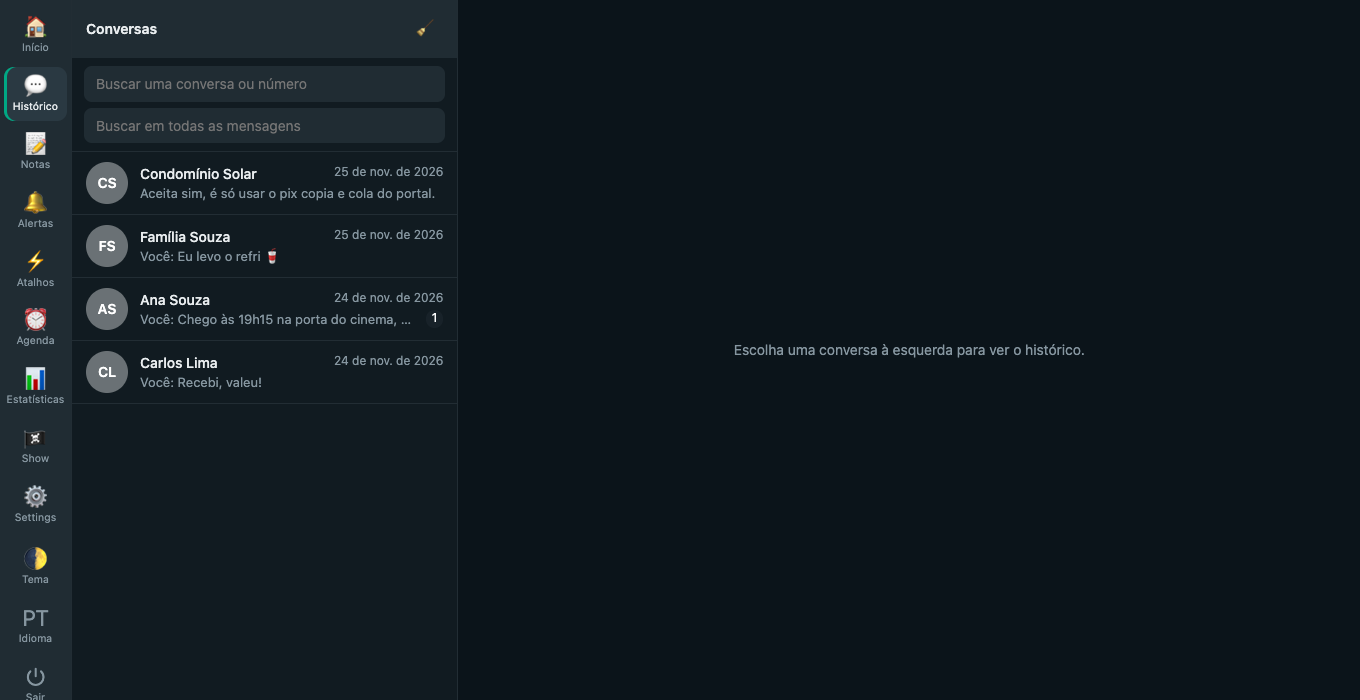 Início
Histórico
Notas
Alertas
Atalhos
Agenda
Estatísticas
Show
Settings
Tema
PT
Idioma
Sair
Conversas
Buscar uma conversa ou número
Buscar em todas as mensagens
CS
Condomínio Solar
25 de nov. de 2026
Aceita sim, é só usar o pix copia e cola do portal.
FS
Família Souza
25 de nov. de 2026
Você: Eu levo o refri 🥤
AS
Ana Souza
24 de nov. de 2026
Você: Chego às 19h15 na porta do cinema, ...
1
CL
Carlos Lima
24 de nov. de 2026
Você: Recebi, valeu!
Escolha uma conversa à esquerda para ver o histórico.